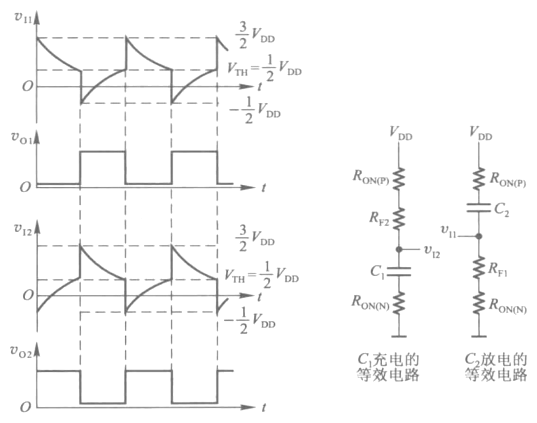 v_I1
3/2 V_DD
V_TH = 1/2 V_DD
O
t
-1/2 V_DD
v_O1
O
t
v_I2
3/2 V_DD
V_TH = 1/2 V_DD
O
t
-1/2 V_DD
v_O2
O
t
V_DD
R_ON(P)
R_F2
v_I2
C_1
R_ON(N)
C_1充电的
等效电路
V_DD
R_ON(P)
C_2
v_I1
R_F1
R_ON(N)
C_2放电的
等效电路